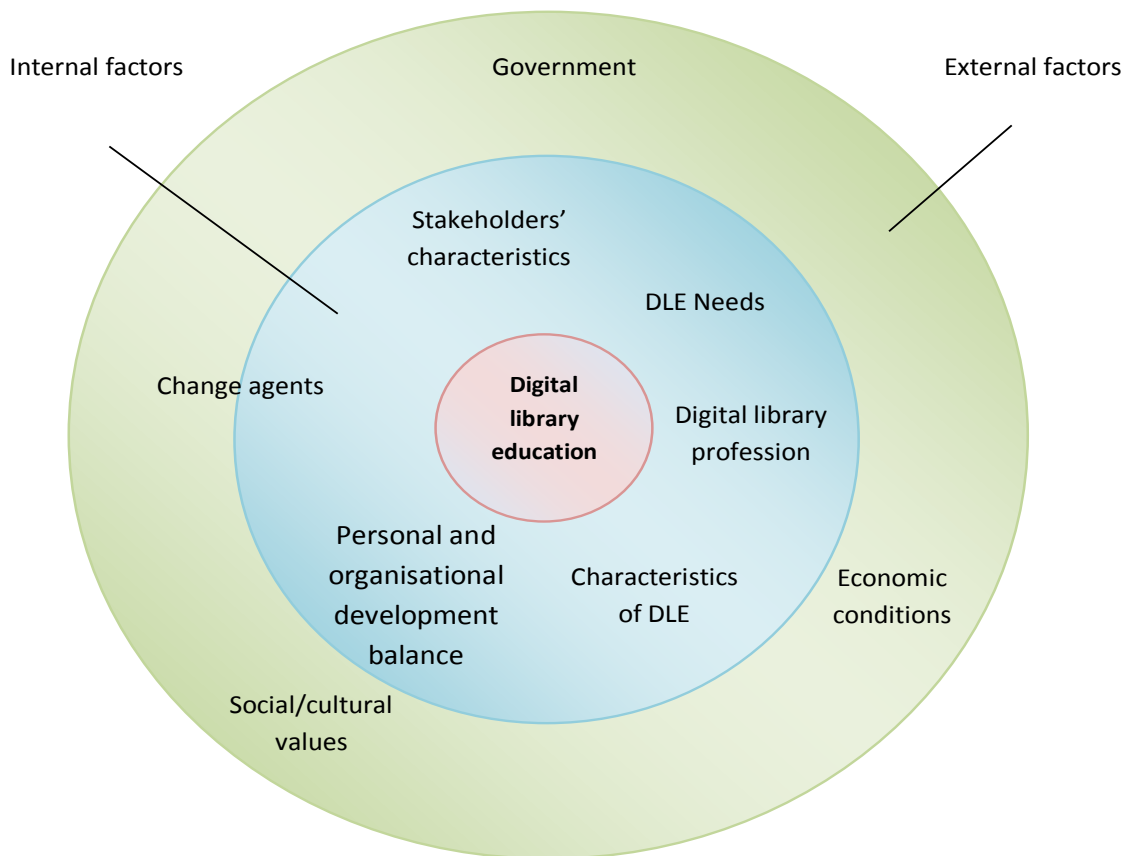 Internal factors
Government
External factors
Stakeholders’
characteristics
DLE Needs
Change agents
Digital
library
education
Digital library
profession
Personal and
organisational
development
balance
Characteristics
of DLE
Economic
conditions
Social/cultural
values